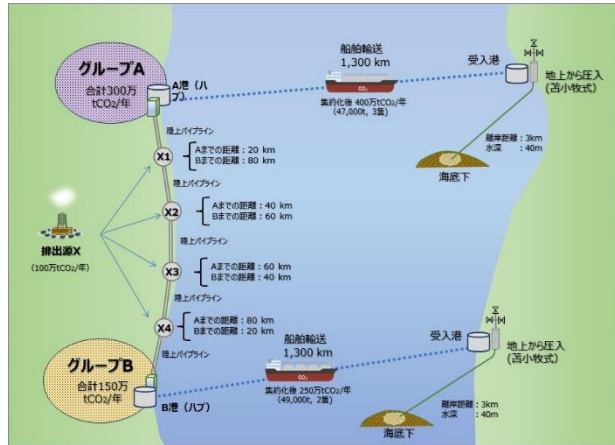 グループA
合計300万
tCO₂/年
A港（ハブ）
船舶輸送
1,300 km
集約化後 400万tCO₂/年
(47,000t, 3隻)
受入港
地上から圧入
(苫小牧式)
離岸距離：3km
水深　　：40m
海底下
陸上パイプライン
X1
Aまでの距離：20 km
Bまでの距離：80 km
陸上パイプライン
X2
Aまでの距離：40 km
Bまでの距離：60 km
排出源X
(100万tCO₂/年)
陸上パイプライン
X3
Aまでの距離：60 km
Bまでの距離：40 km
陸上パイプライン
X4
Aまでの距離：80 km
Bまでの距離：20 km
陸上パイプライン
グループB
合計150万
tCO₂/年
B港（ハブ）
船舶輸送
1,300 km
集約化後 250万tCO₂/年
(49,000t, 2隻)
受入港
地上から圧入
(苫小牧式)
離岸距離：3km
水深　　：40m
海底下